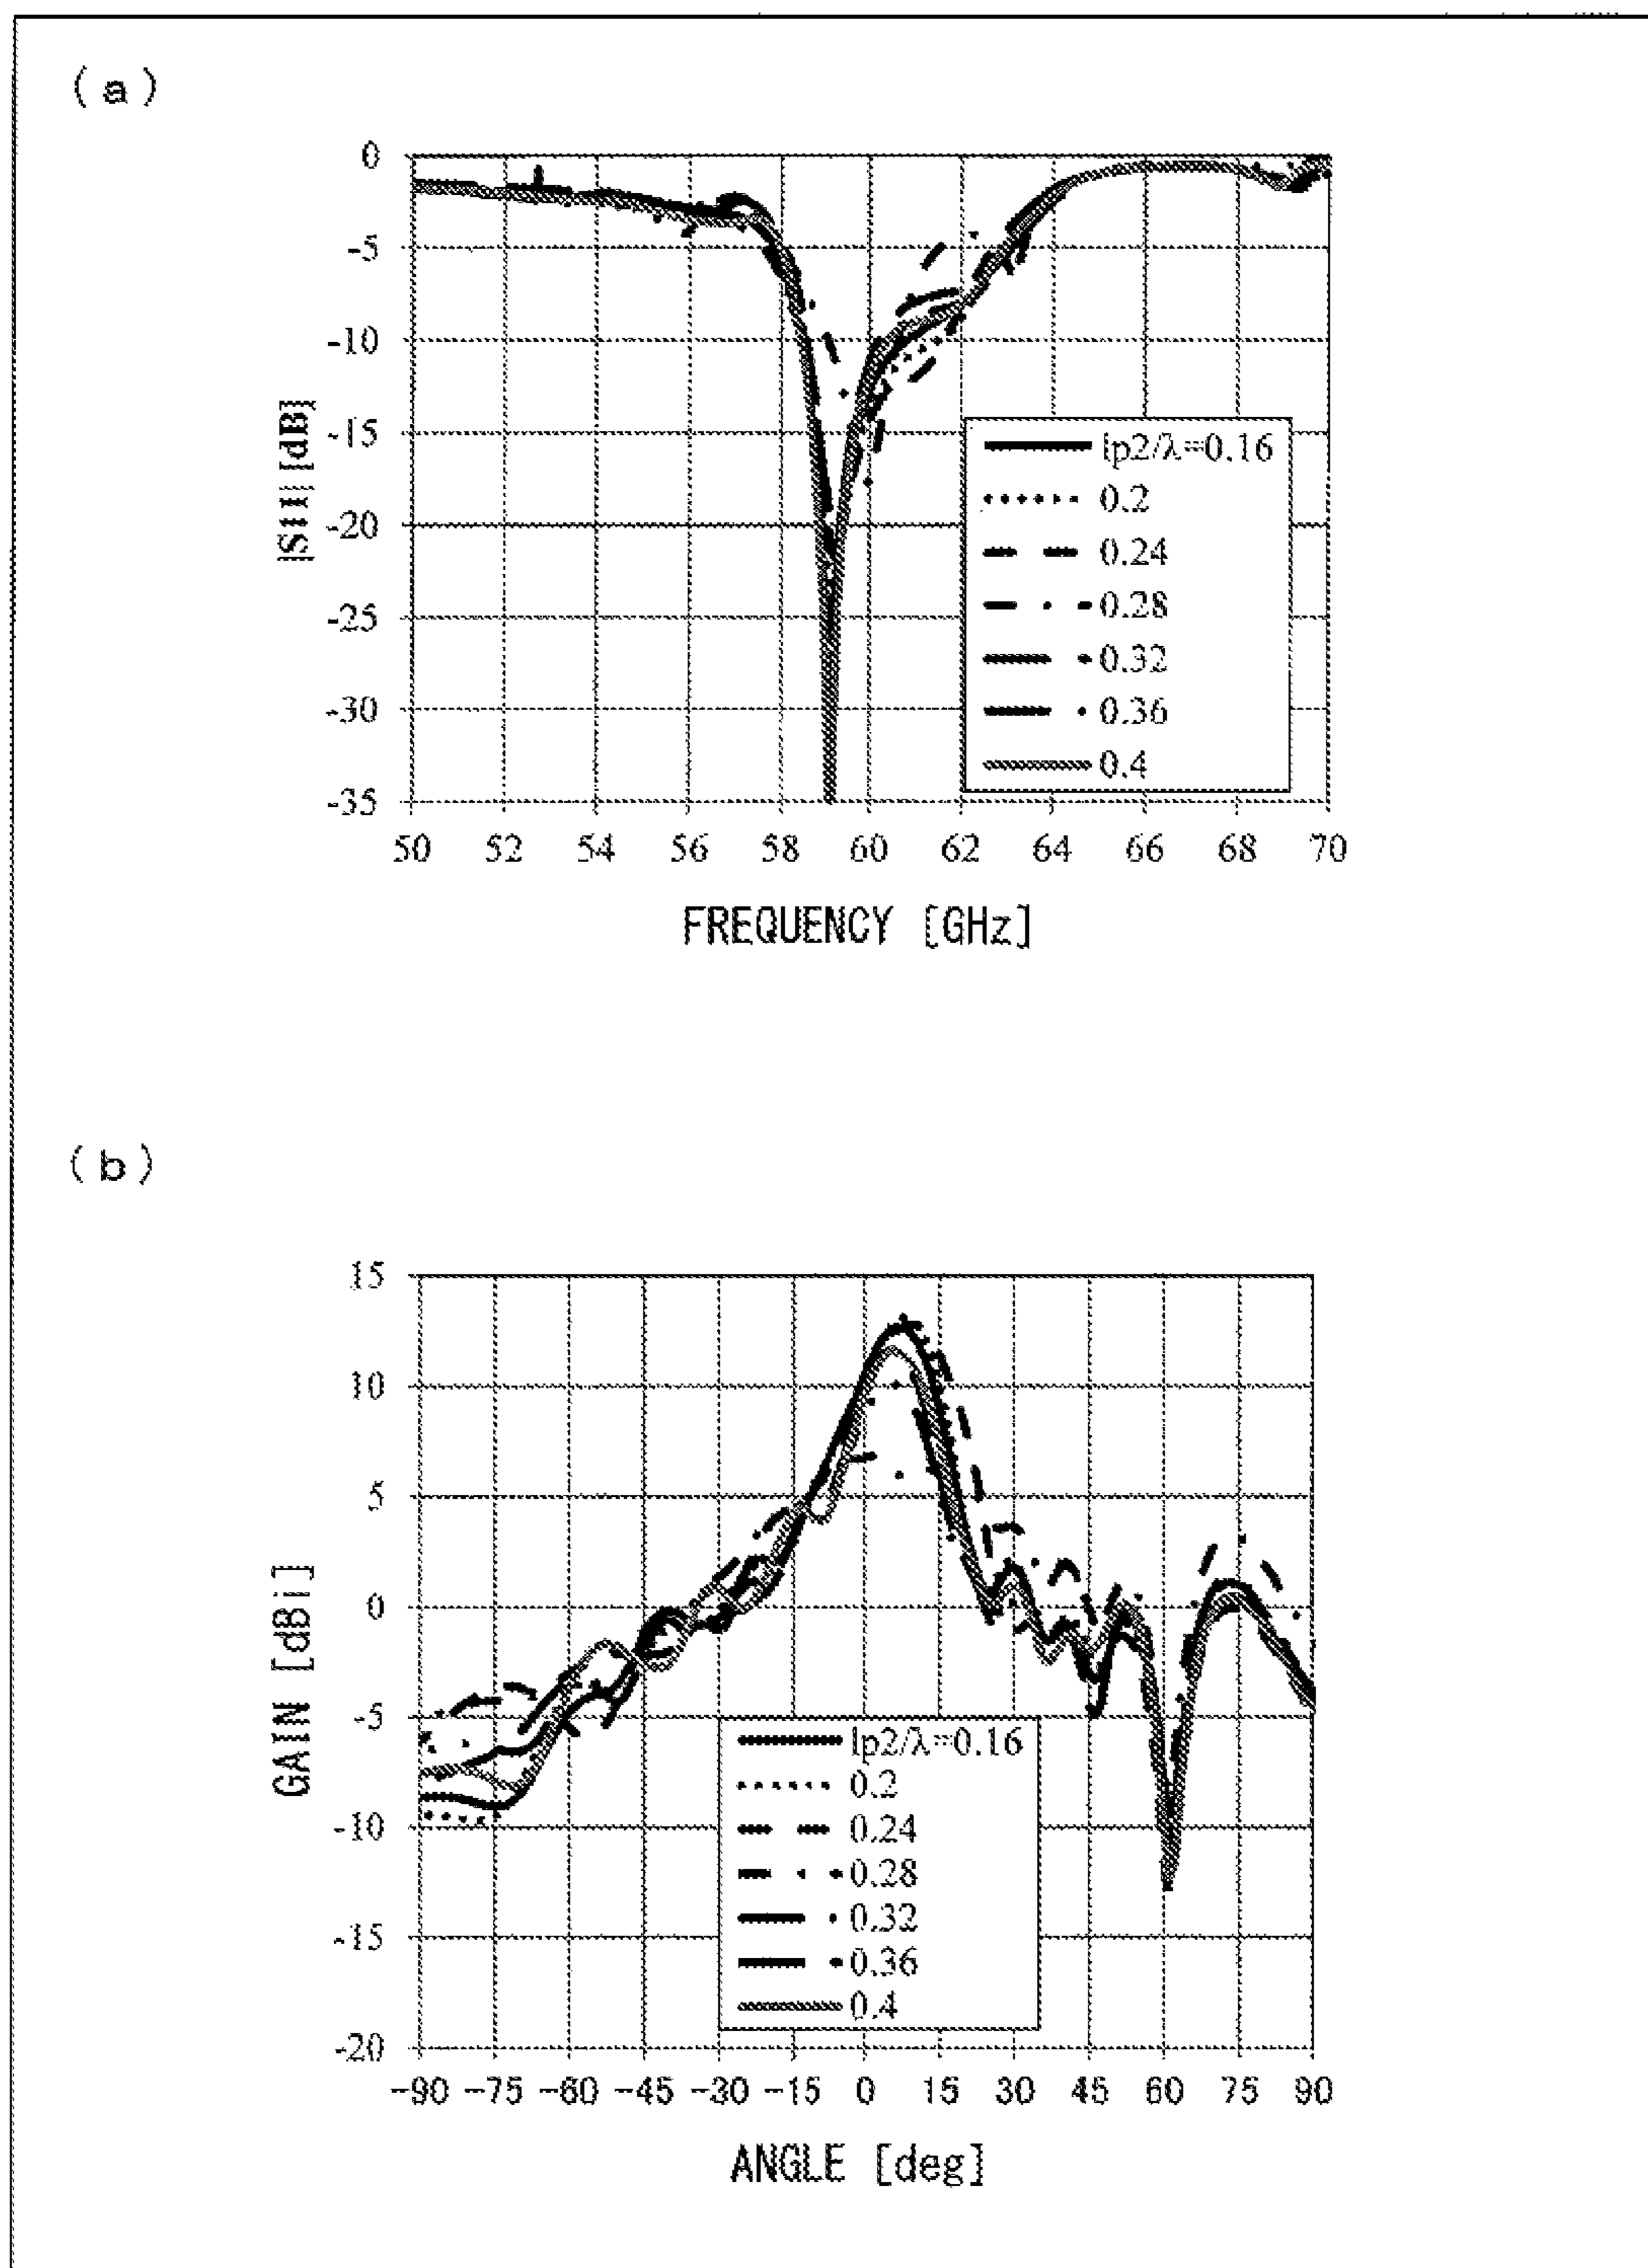 (a)
0
-5
-10
-15
-20
-25
-30
-35
|S11| [dB]
lp2/λ=0.16
0.2
0.24
0.28
0.32
0.36
0.4
50 52 54 56 58 60 62 64 66 68 70
FREQUENCY [GHz]
(b)
15
10
5
0
-5
-10
-15
-20
GAIN [dBi]
lp2/λ=0.16
0.2
0.24
0.28
0.32
0.36
0.4
-90 -75 -60 -45 -30 -15 0 15 30 45 60 75 90
ANGLE [deg]